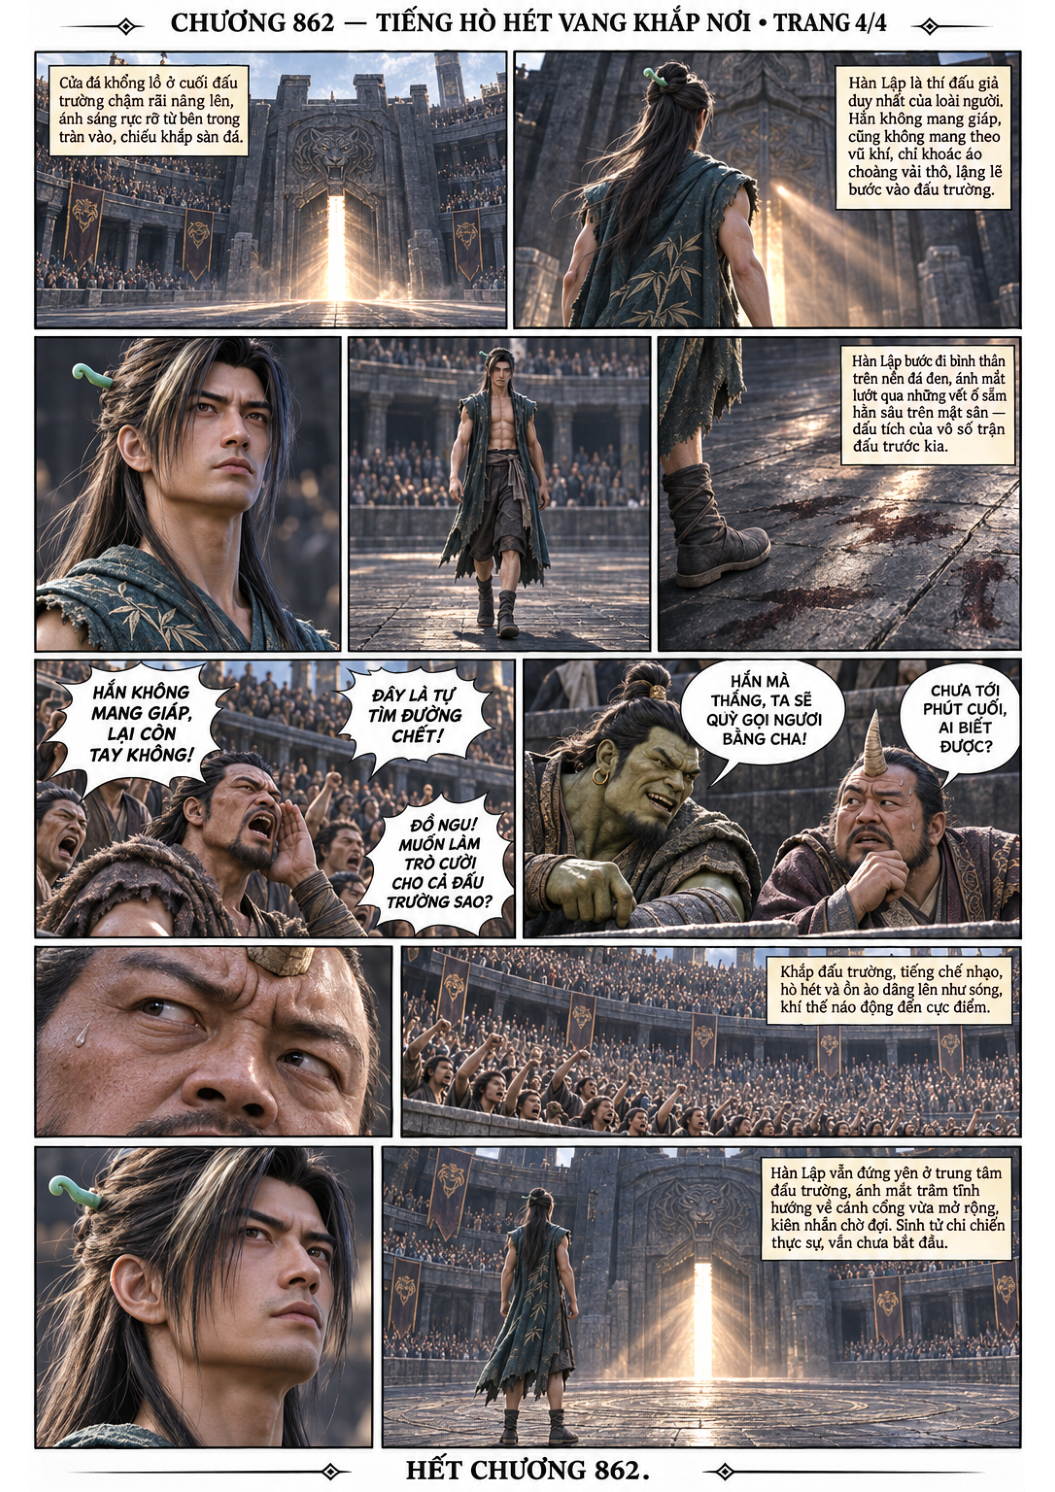 CHƯƠNG 862 — TIẾNG HÒ HÉT VANG KHẮP NƠI • TRANG 4/4
Cửa đá khổng lồ ở cuối đấu
trường chậm rãi nâng lên,
ánh sáng rực rỡ từ bên trong
tràn vào, chiếu khắp sàn đá.
Hàn Lập là thí đấu giả
duy nhất của loài người.
Hắn không mang giáp,
cũng không mang theo
vũ khí, chỉ khoác áo
choàng vải thô, lặng lẽ
bước vào đấu trường.
Hàn Lập bước đi bình thản
trên nền đá đen, ánh mắt
lướt qua những vết ố sẫm
hằn sâu trên mặt sân —
dấu tích của vô số trận
đấu trước kia.
HẮN KHÔNG
MANG GIÁP,
LẠI CÒN
TAY KHÔNG!
ĐÂY LÀ TỰ
TÌM ĐƯỜNG
CHẾT!
ĐỒ NGU!
MUỐN LÀM
TRÒ CƯỜI
CHO CẢ ĐẤU
TRƯỜNG SAO?
HẮN MÀ
THẮNG, TA SẼ
QUỲ GỌI NGƯƠI
BẰNG CHA!
CHƯA TỚI
PHÚT CUỐI,
AI BIẾT
ĐƯỢC?
Khắp đấu trường, tiếng chế nhạo,
hò hét và ồn ào dâng lên như sóng,
khí thế náo động đến cực điểm.
Hàn Lập vẫn đứng yên ở trung tâm
đấu trường, ánh mắt trầm tĩnh
hướng về cánh cổng vừa mở rộng,
kiên nhẫn chờ đợi. Sinh tử chi chiến
thực sự, vẫn chưa bắt đầu.
HẾT CHƯƠNG 862.